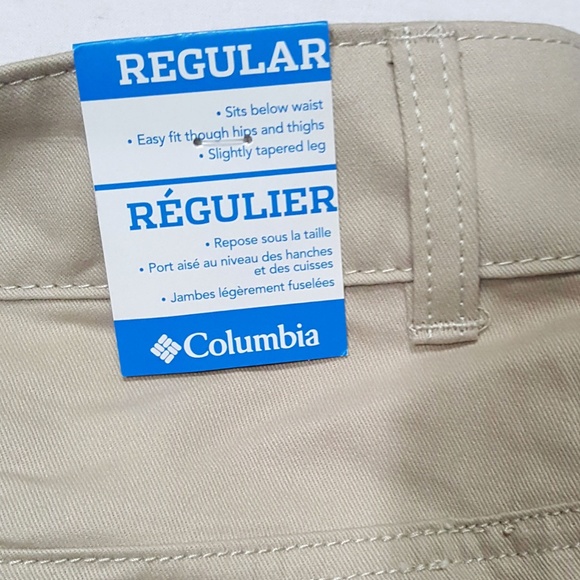 REGULAR
• Sits below waist
• Easy fit though hips and thighs
• Slightly tapered leg
RÉGULIER
• Repose sous la taille
• Port aisé au niveau des hanches
et des cuisses
• Jambes légèrement fuselées
Columbia